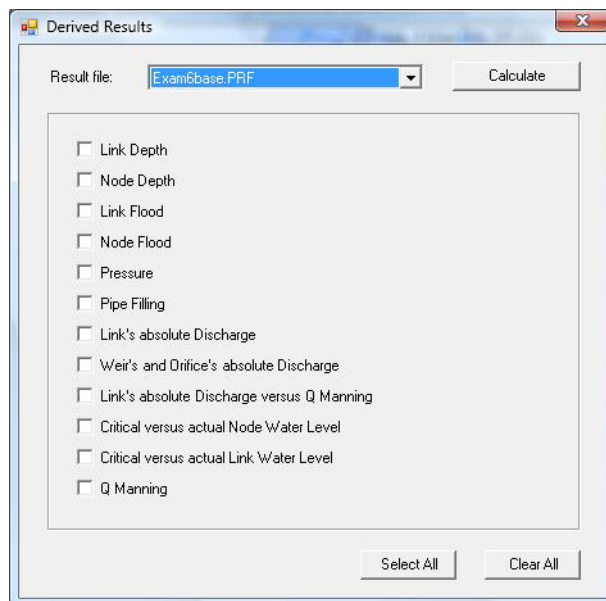 Derived Results
Result file: Exam6base.PRF Calculate
Link Depth
Node Depth
Link Flood
Node Flood
Pressure
Pipe Filling
Link's absolute Discharge
Weir's and Orifice's absolute Discharge
Link's absolute Discharge versus Q Manning
Critical versus actual Node Water Level
Critical versus actual Link Water Level
Q Manning
Select All Clear All